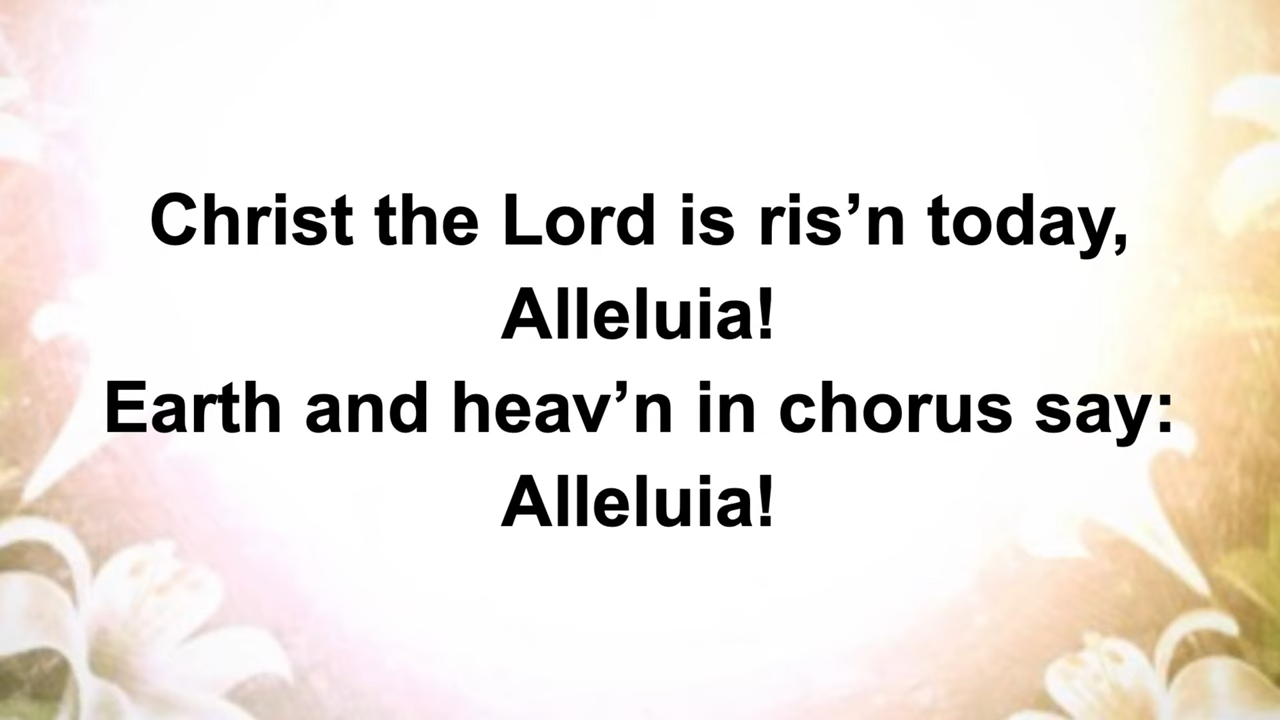 Christ the Lord is ris’n today,
Alleluia!
Earth and heav’n in chorus say:
Alleluia!